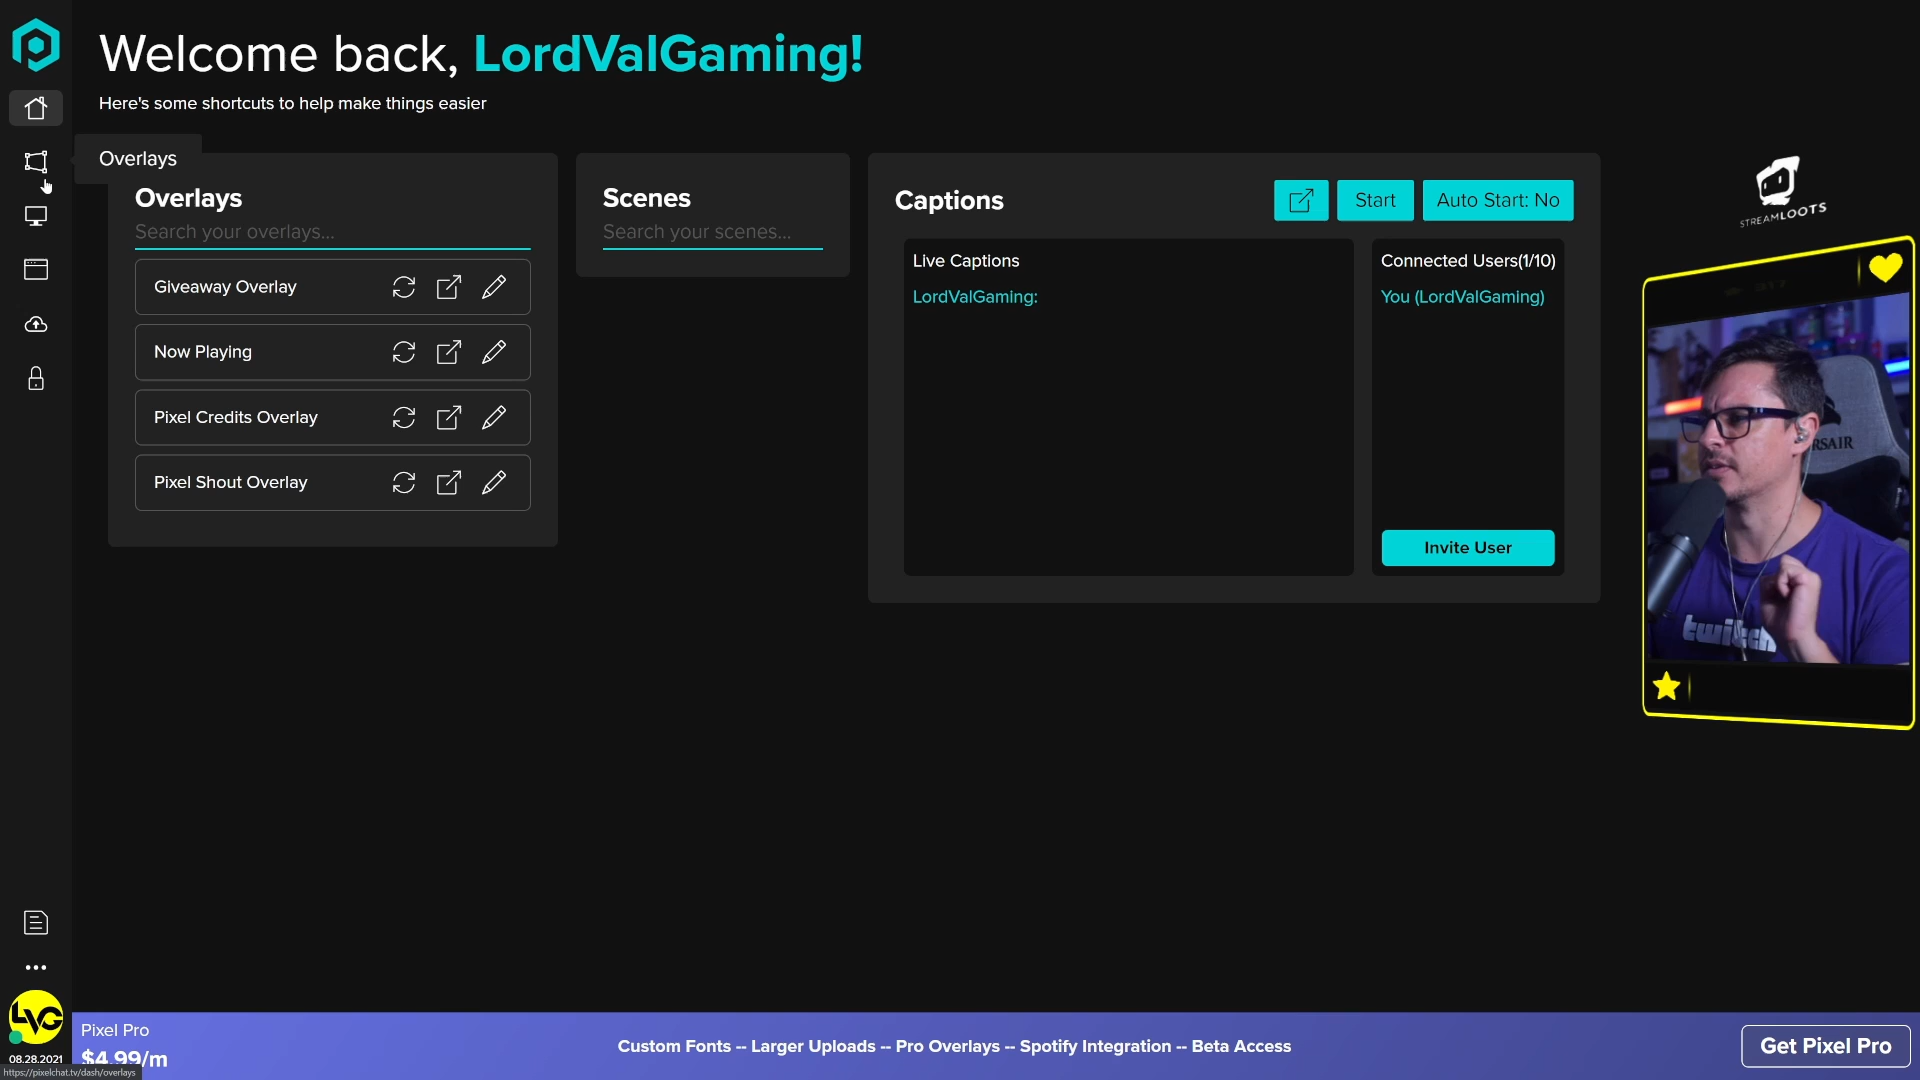 Welcome back, LordValGaming!
Here's some shortcuts to help make things easier
Overlays
Overlays
Search your overlays...
Giveaway Overlay
Now Playing
Pixel Credits Overlay
Pixel Shout Overlay
Scenes
Search your scenes...
Captions
Start
Auto Start: No
Live Captions
LordValGaming:
Connected Users(1/10)
You (LordValGaming)
Invite User
STREAMLOOTS
twitch
LVG
08.28.2021
Pixel Pro
$4.99/m
Custom Fonts -- Larger Uploads -- Pro Overlays -- Spotify Integration -- Beta Access
Get Pixel Pro
https://pixelchat.tv/dash/overlays